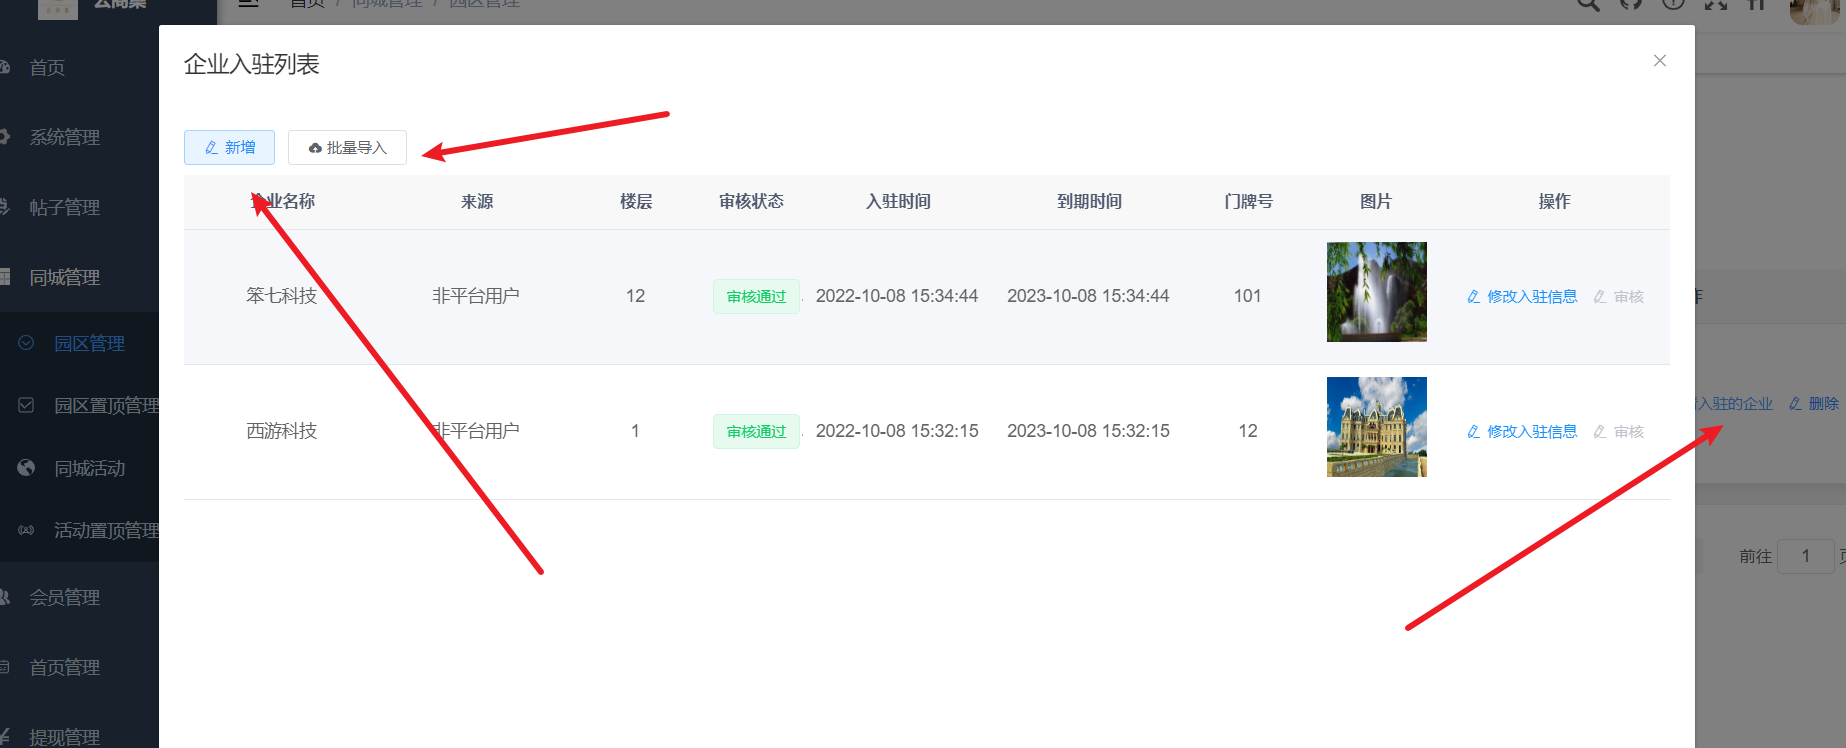 云商集
首页 / 同城管理 / 园区管理
首页
系统管理
帖子管理
同城管理
园区管理
园区置顶管理
同城活动
活动置顶管理
会员管理
首页管理
提现管理
企业入驻列表
新增
批量导入
企业名称 来源 楼层 审核状态 入驻时间 到期时间 门牌号 图片 操作
笨七科技 非平台用户 12 审核通过 2022-10-08 15:34:44 2023-10-08 15:34:44 101 修改入驻信息 审核
西游科技 非平台用户 1 审核通过 2022-10-08 15:32:15 2023-10-08 15:32:15 12 修改入驻信息 审核
入驻的企业 删除
前往 1